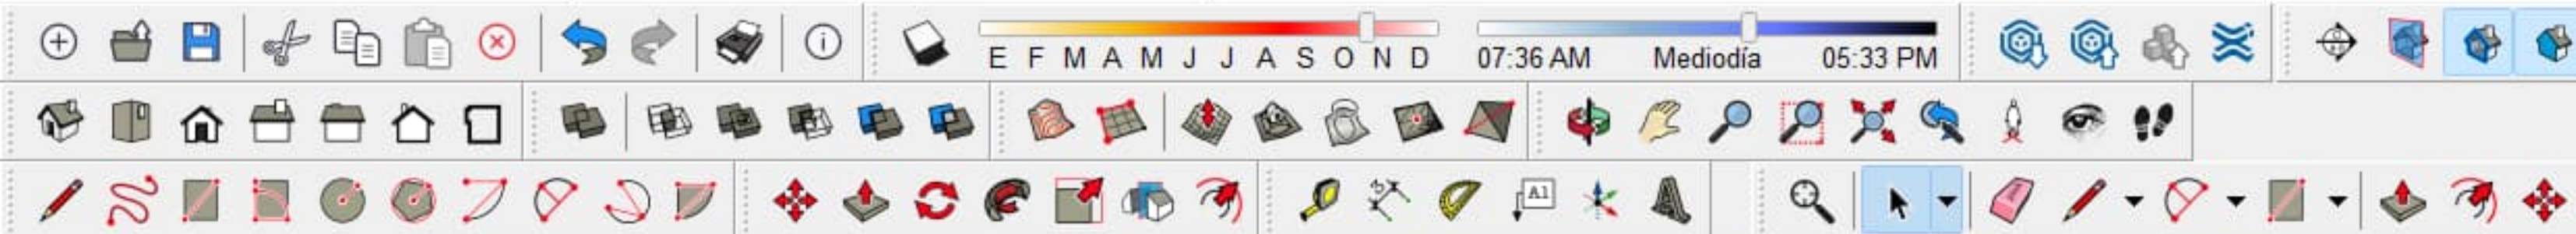 E F M A M J J A S O N D
07:36 AM Mediodía 05:33 PM
A1